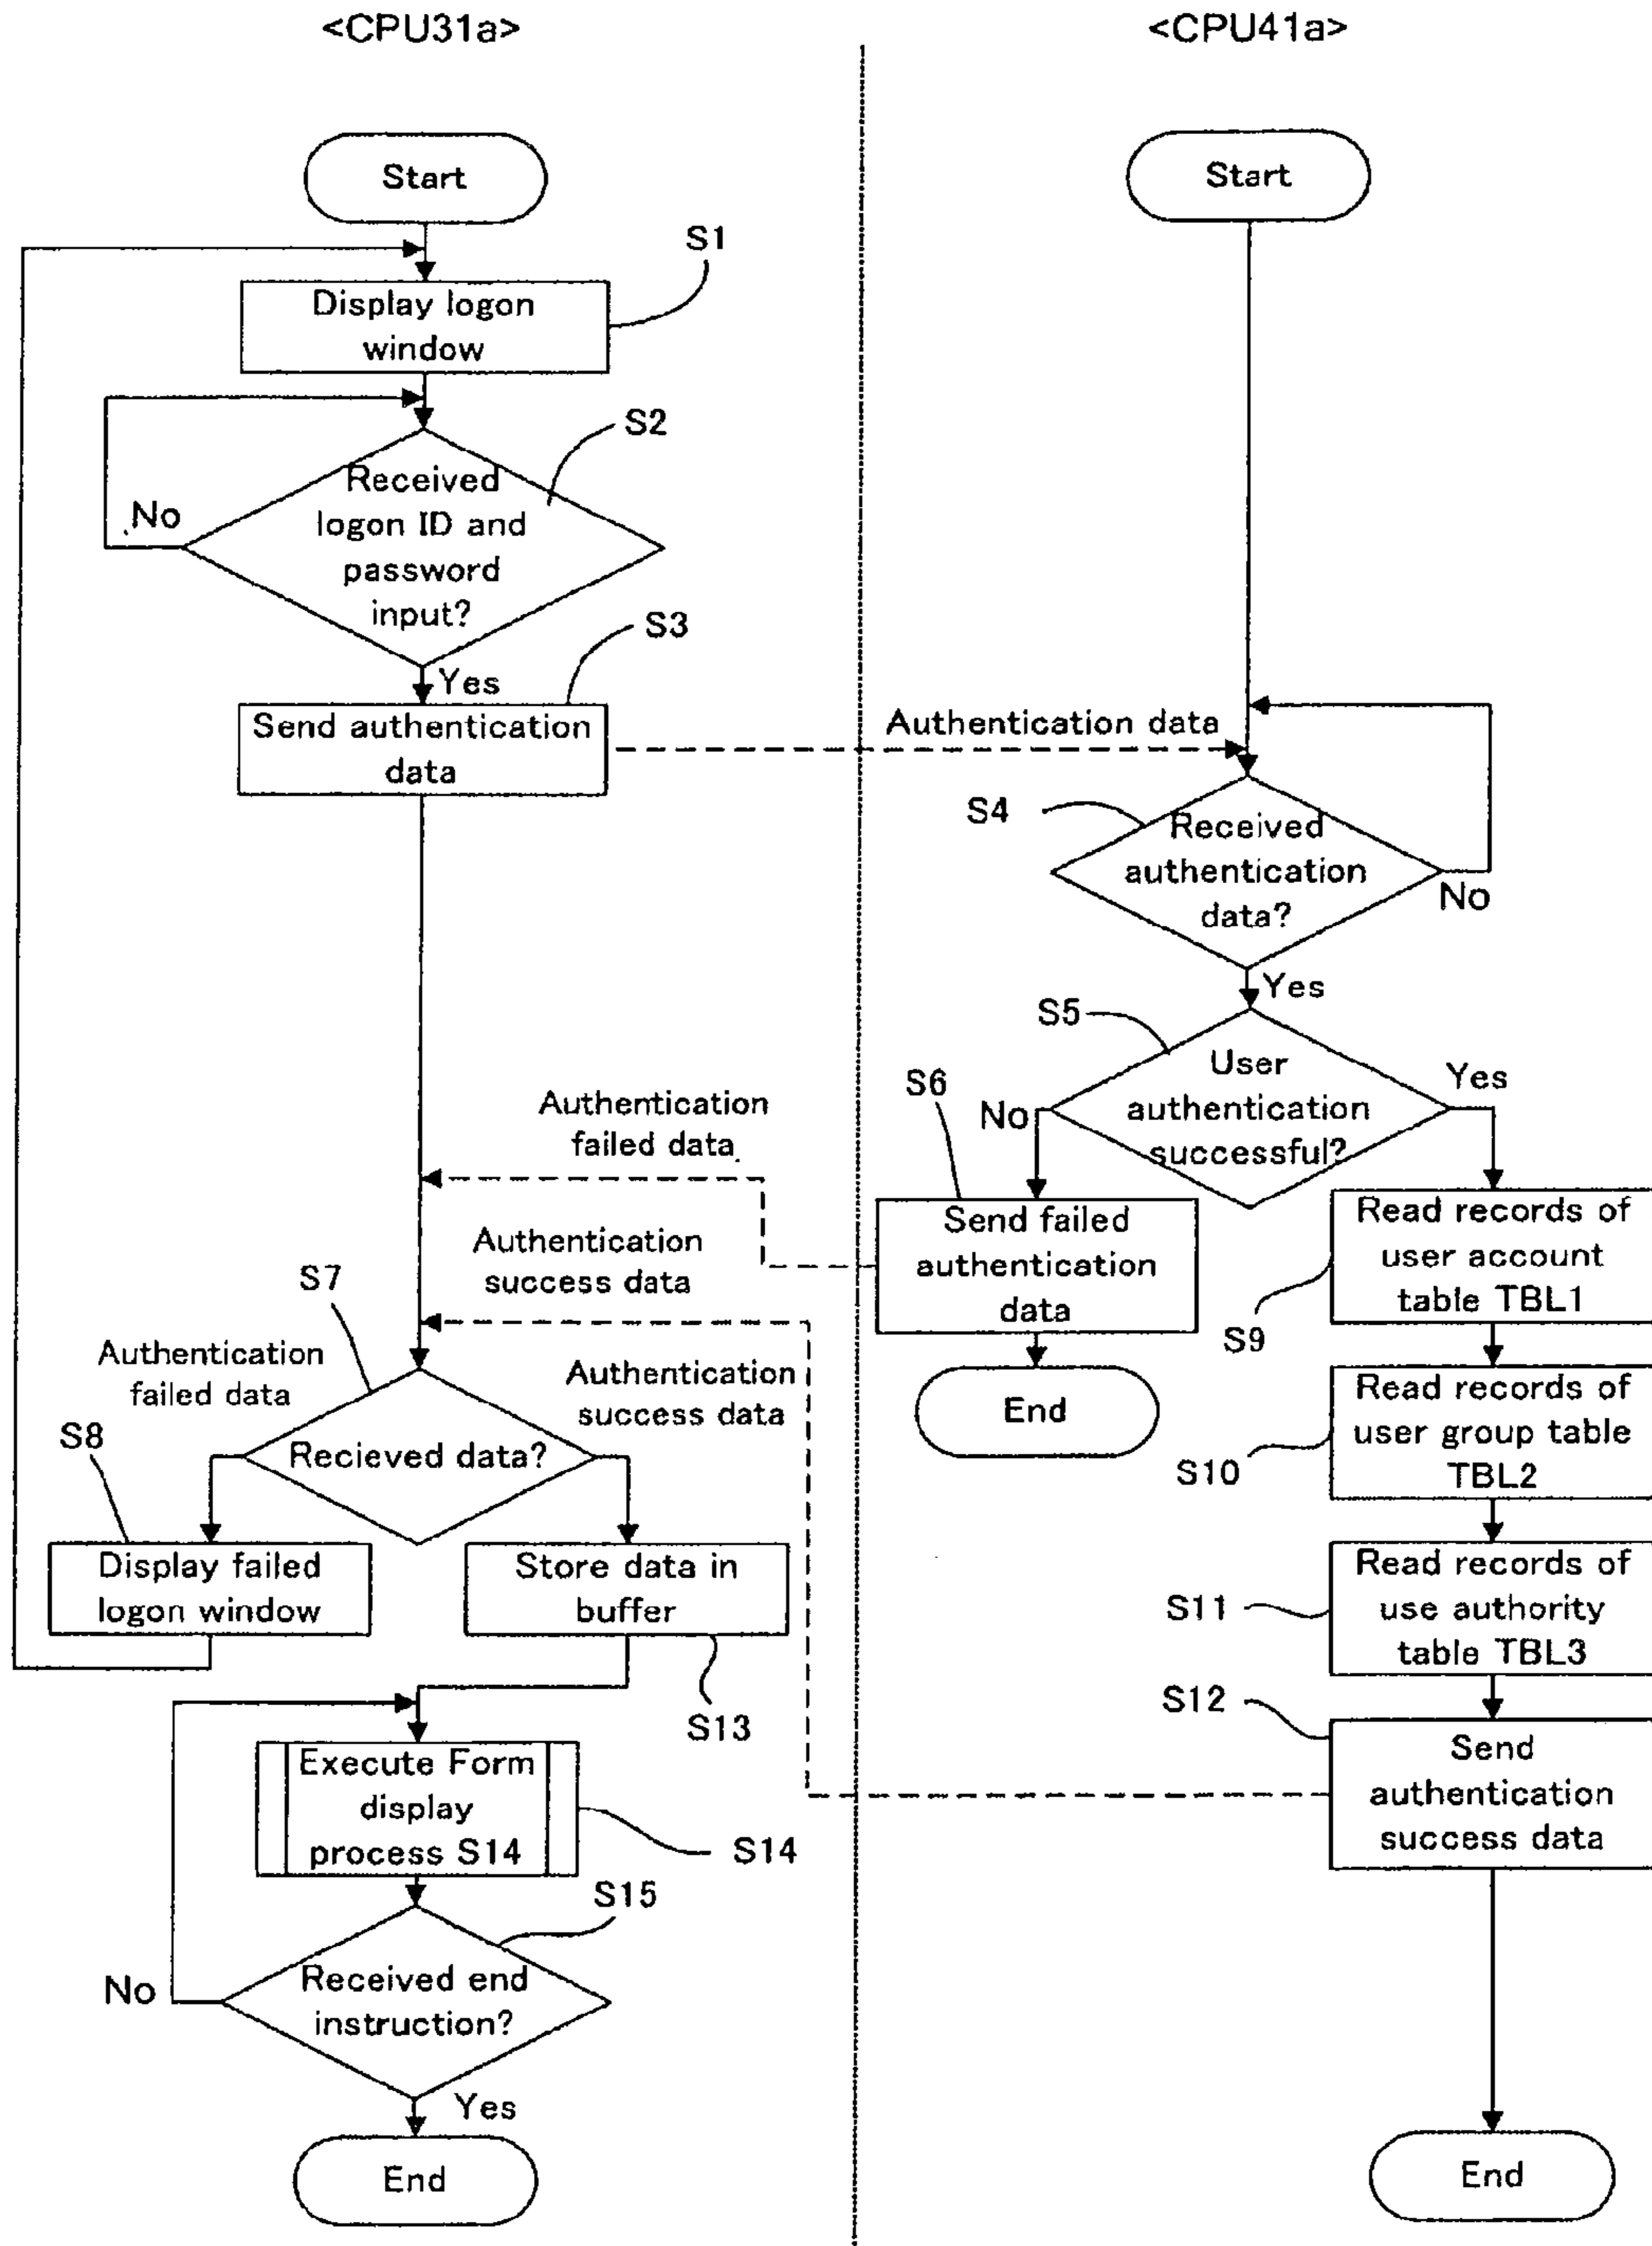 <CPU31a>
Start
S1
Display logon
window
S2
Received
logon ID and
password
input?
No
Yes
S3
Send authentication
data
Authentication
failed data
Authentication
success data
S7
Authentication
failed data
Authentication
success data
Recieved data?
S8
Display failed
logon window
Store data in
buffer
S13
Execute Form
display
process S14
S14
S15
Received end
instruction?
No
Yes
End
<CPU41a>
Start
Authentication data
S4
Received
authentication
data?
No
Yes
S5
User
authentication
successful?
No
Yes
S6
Send failed
authentication
data
End
Read records of
user account
table TBL1
S9
Read records of
user group table
TBL2
S10
Read records of
use authority
table TBL3
S11
S12
Send
authentication
success data
End